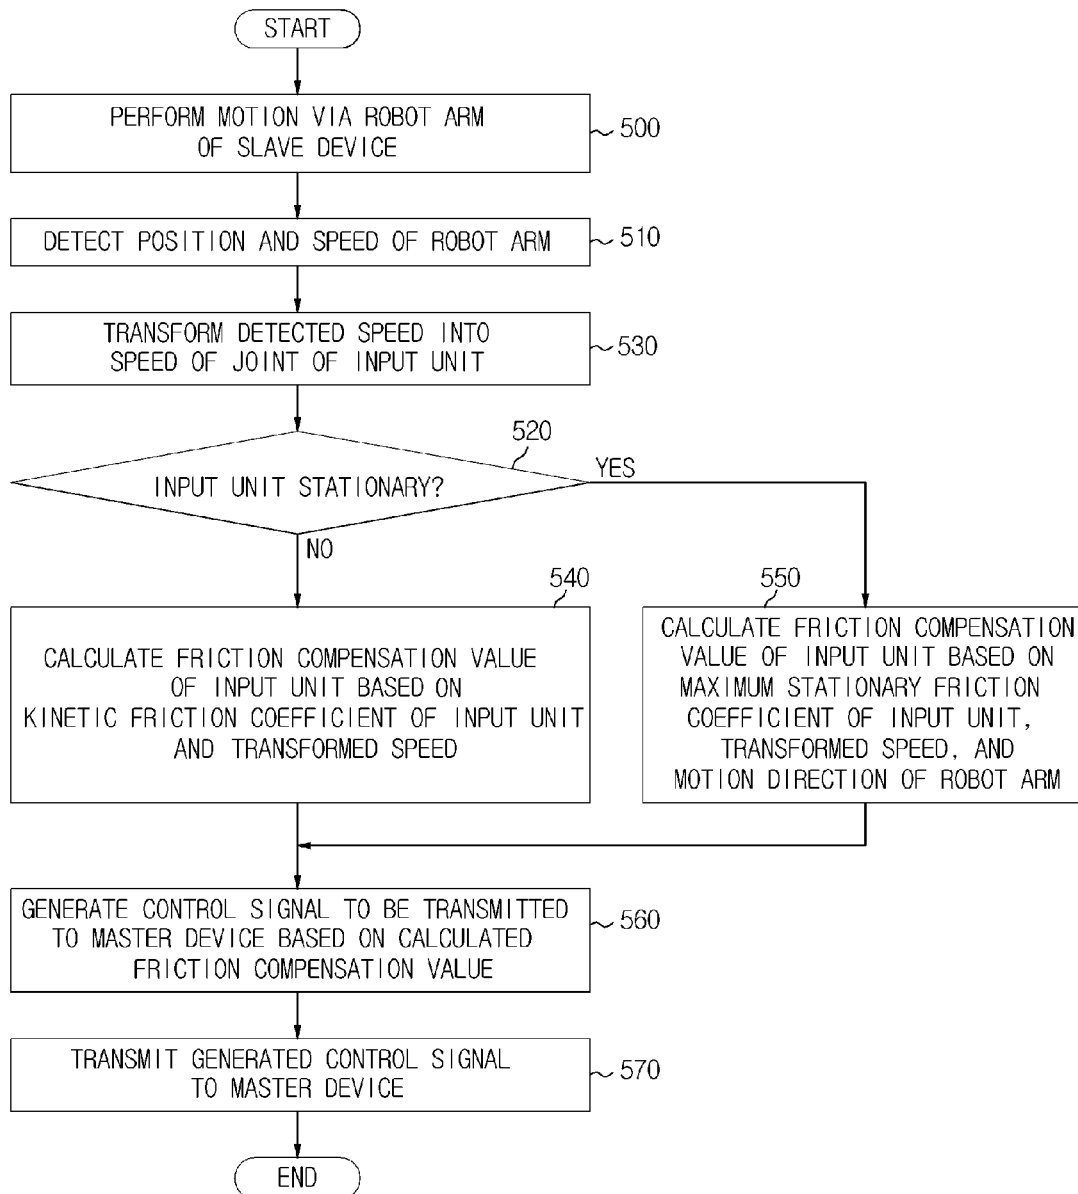 START
PERFORM MOTION VIA ROBOT ARM
OF SLAVE DEVICE
500
DETECT POSITION AND SPEED OF ROBOT ARM
510
TRANSFORM DETECTED SPEED INTO
SPEED OF JOINT OF INPUT UNIT
530
520
INPUT UNIT STATIONARY?
YES
NO
540
CALCULATE FRICTION COMPENSATION VALUE
OF INPUT UNIT BASED ON
KINETIC FRICTION COEFFICIENT OF INPUT UNIT
AND TRANSFORMED SPEED
550
CALCULATE FRICTION COMPENSATION
VALUE OF INPUT UNIT BASED ON
MAXIMUM STATIONARY FRICTION
COEFFICIENT OF INPUT UNIT,
TRANSFORMED SPEED, AND
MOTION DIRECTION OF ROBOT ARM
GENERATE CONTROL SIGNAL TO BE TRANSMITTED
TO MASTER DEVICE BASED ON CALCULATED
FRICTION COMPENSATION VALUE
560
TRANSMIT GENERATED CONTROL SIGNAL
TO MASTER DEVICE
570
END